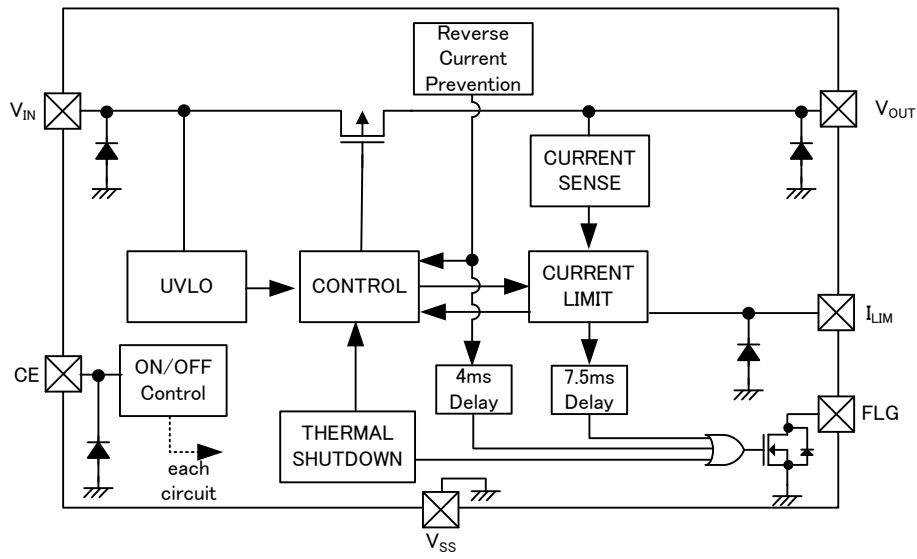 Reverse
Current
Prevention
VIN
VOUT
CURRENT
SENSE
UVLO
CONTROL
CURRENT
LIMIT
ILIM
CE
ON/OFF
Control
4ms
Delay
7.5ms
Delay
FLG
THERMAL
SHUTDOWN
each
circuit
VSS